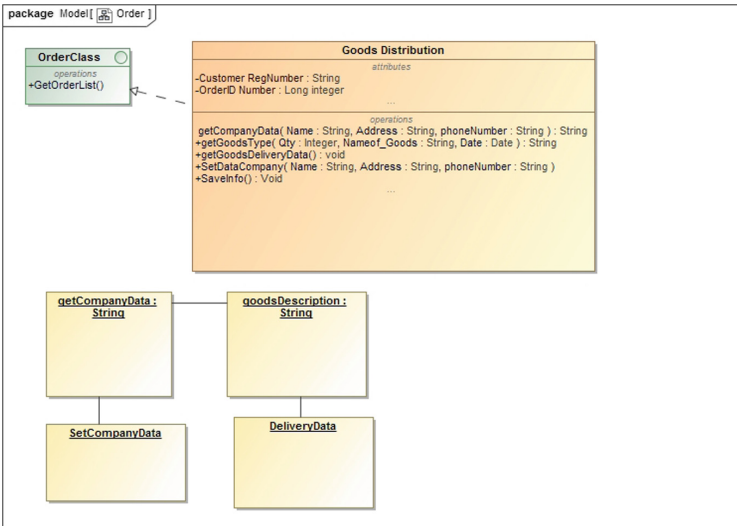 package Model[ Order ]
OrderClass
operations
+GetOrderList()
Goods Distribution
attributes
-Customer RegNumber : String
-OrderID Number : Long integer
...
operations
getCompanyData( Name : String, Address : String, phoneNumber : String ) : String
+getGoodsType( Qty : Integer, Nameof_Goods : String, Date : Date ) : String
+getGoodsDeliveryData() : void
+SetDataCompany( Name : String, Address : String, phoneNumber : String )
+SaveInfo() : Void
...
getCompanyData :
String
goodsDescription :
String
SetCompanyData
DeliveryData